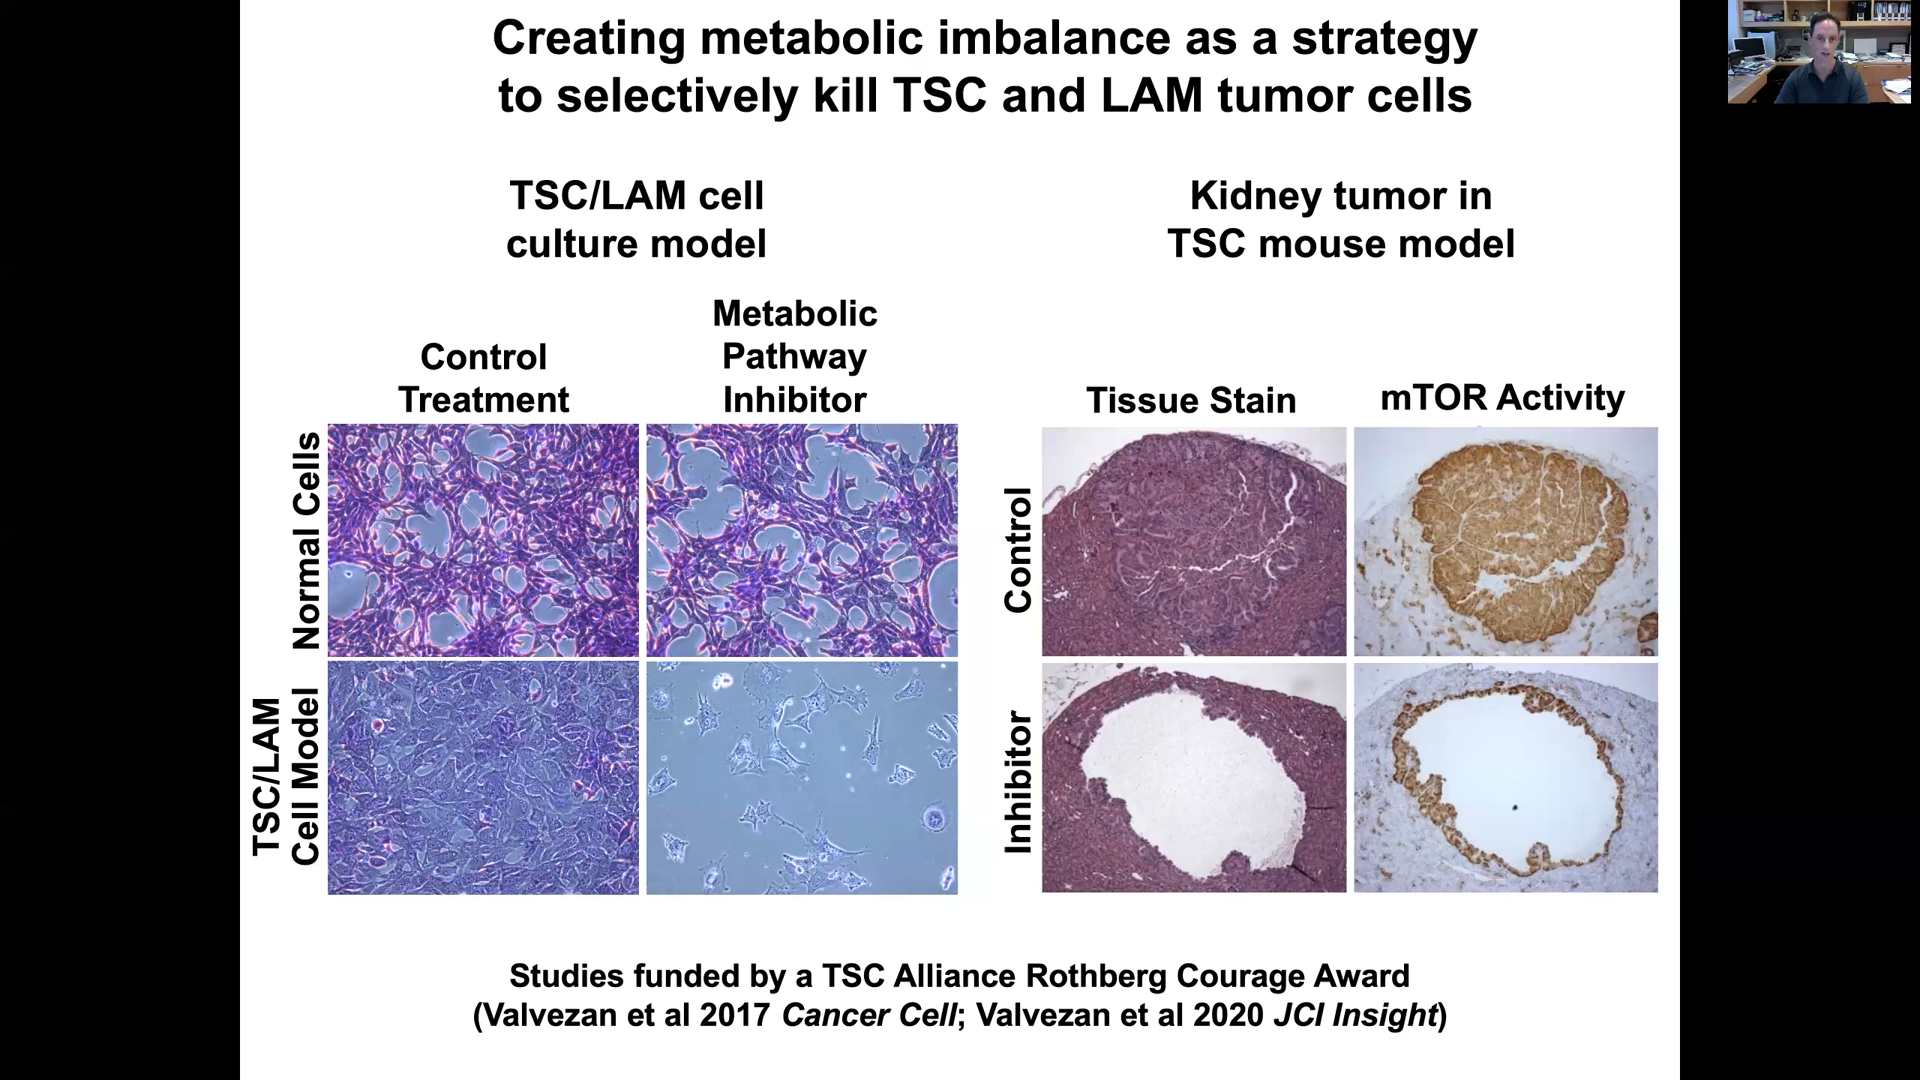 Creating metabolic imbalance as a strategy
to selectively kill TSC and LAM tumor cells
TSC/LAM cell
culture model
Control
Treatment
Metabolic
Pathway
Inhibitor
Normal Cells
TSC/LAM
Cell Model
Kidney tumor in
TSC mouse model
Tissue Stain
mTOR Activity
Control
Inhibitor
Studies funded by a TSC Alliance Rothberg Courage Award
(Valvezan et al 2017 Cancer Cell; Valvezan et al 2020 JCI Insight)